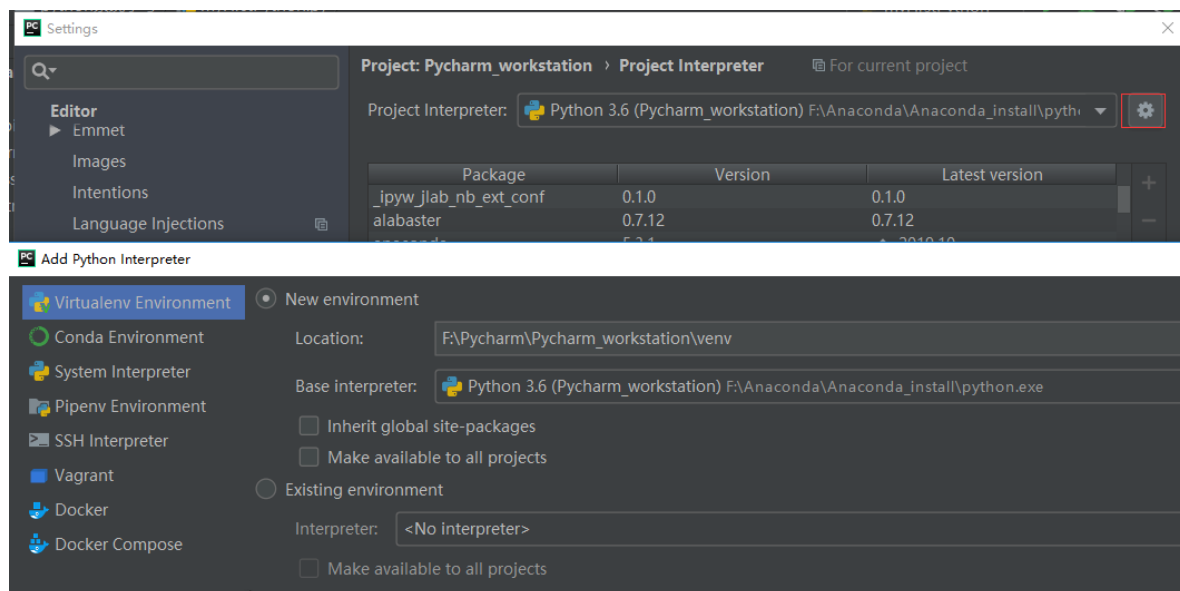 PC Settings
Project: Pycharm_workstation › Project Interpreter For current project
Editor
Project Interpreter: Python 3.6 (Pycharm_workstation) F:\Anaconda\Anaconda_install\pyth
Emmet
Images
Package Version Latest version
Intentions
_ipyw_jlab_nb_ext_conf 0.1.0 0.1.0
Language Injections
alabaster 0.7.12 0.7.12
PC Add Python Interpreter
Virtualenv Environment
New environment
Conda Environment
Location: F:\Pycharm\Pycharm_workstation\venv
System Interpreter
Base interpreter: Python 3.6 (Pycharm_workstation) F:\Anaconda\Anaconda_install\python.exe
Pipenv Environment
Inherit global site-packages
SSH Interpreter
Make available to all projects
Vagrant
Existing environment
Docker
Interpreter: <No interpreter>
Docker Compose
Make available to all projects